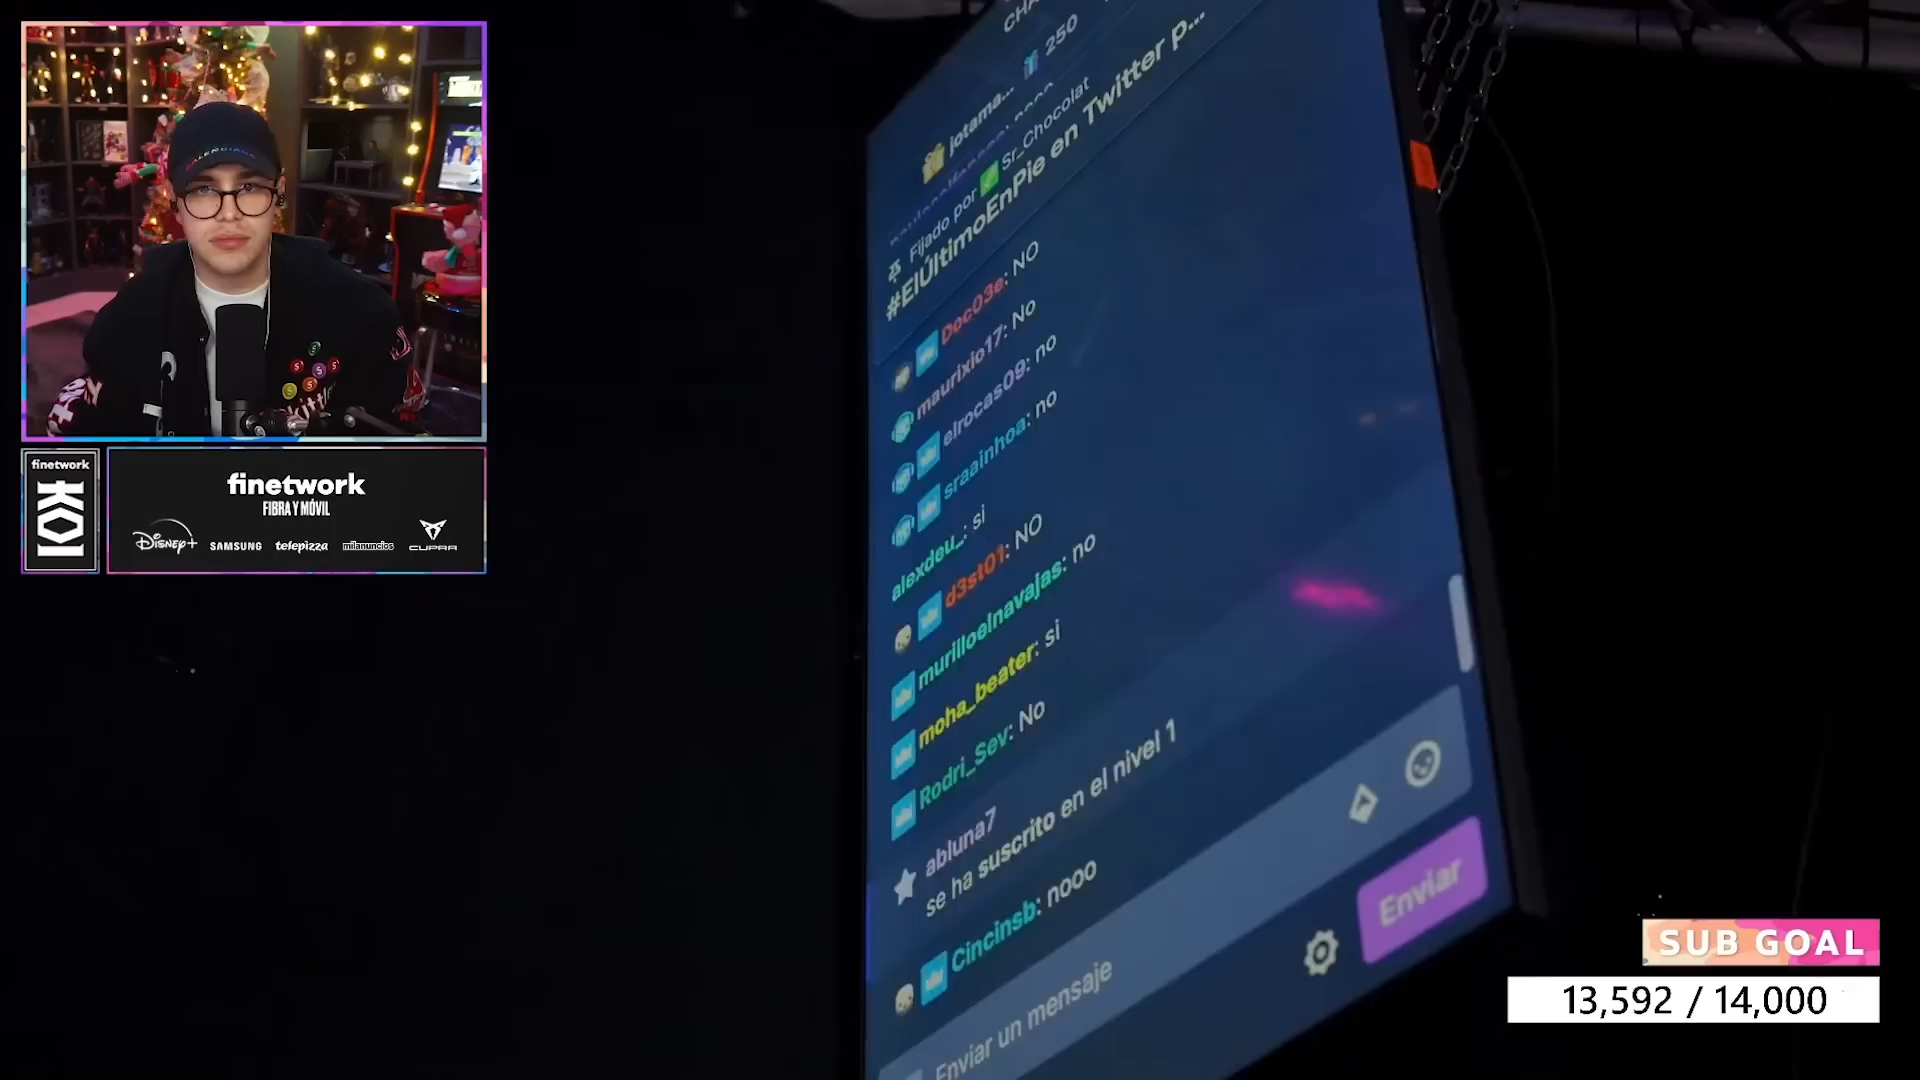 finetwork
KOI
finetwork
FIBRA Y MÓVIL
Disney+ SAMSUNG telepizza milanuncios CUPRA
250
jotama...
Fijado por Sr_Chocolat
#ElÚltimoEnPie en Twitter p...
Doc03e: NO
maurixio17: No
elrocas09: no
sraainhoa: no
alexdeu_: si
d3st01: NO
murilloelnavajas: no
moha_beater: si
Rodri_Sev: No
abluna7
se ha suscrito en el nivel 1
Cincinsb: nooo
Enviar un mensaje
Enviar
SUB GOAL
13,592 / 14,000